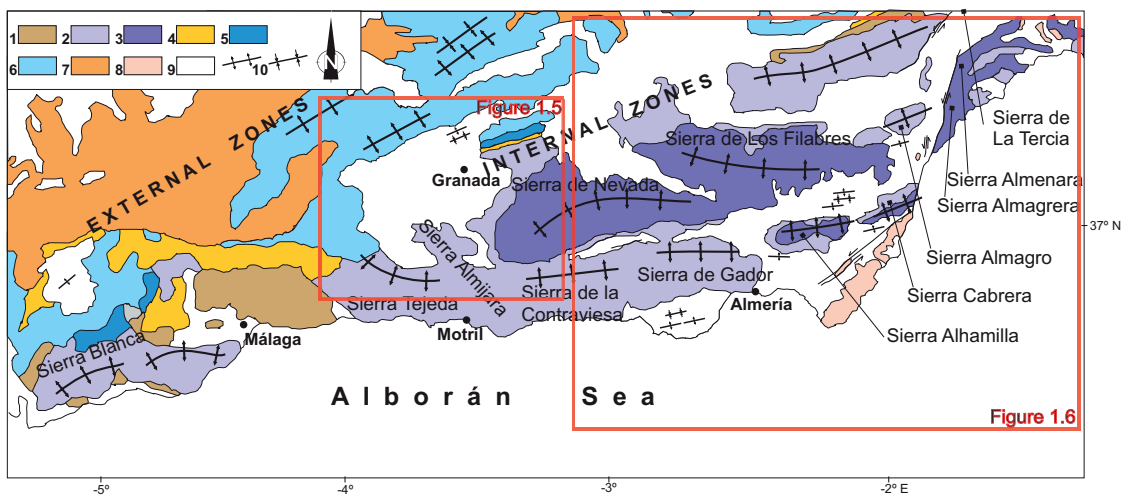 1 2 3 4 5
6 7 8 9 10
N
EXTERNAL ZONES
INTERNAL ZONES
Figure 1.5
Granada
Sierra de Nevada
Sierra de Los Filabres
Sierra de
La Tercia
Sierra Almenara
Sierra Almagrera
37º N
Sierra Almagro
Sierra Cabrera
Sierra Alhamilla
Sierra Almijara
Sierra Tejeda
Sierra de la
Contraviesa
Sierra de Gador
Almería
Motril
Málaga
Sierra Blanca
Alborán Sea
Figure 1.6
-5º
-4º
-3º
-2º E